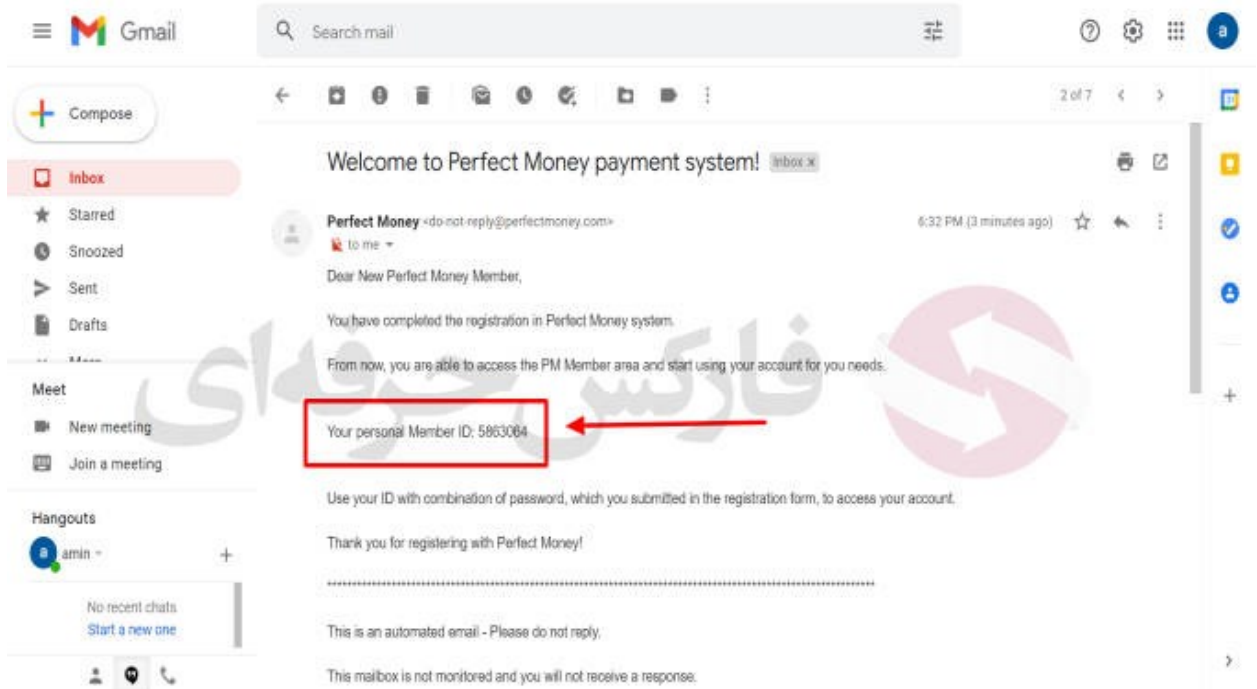 Gmail
Search mail
a
Compose
2 of 7
Inbox
Starred
Snoozed
Sent
Drafts
More
Meet
New meeting
Join a meeting
Hangouts
a amin
No recent chats
Start a new one
Welcome to Perfect Money payment system! Inbox x
Perfect Money <do-not-reply@perfectmoney.com> 6:32 PM (3 minutes ago)
to me
Dear New Perfect Money Member,
You have completed the registration in Perfect Money system.
From now, you are able to access the PM Member area and start using your account for you needs.
فارکس حرفه‌ای
Your personal Member ID: 5863064
Use your ID with combination of password, which you submitted in the registration form, to access your account.
Thank you for registering with Perfect Money!
This is an automated email - Please do not reply.
This mailbox is not monitored and you will not receive a response.